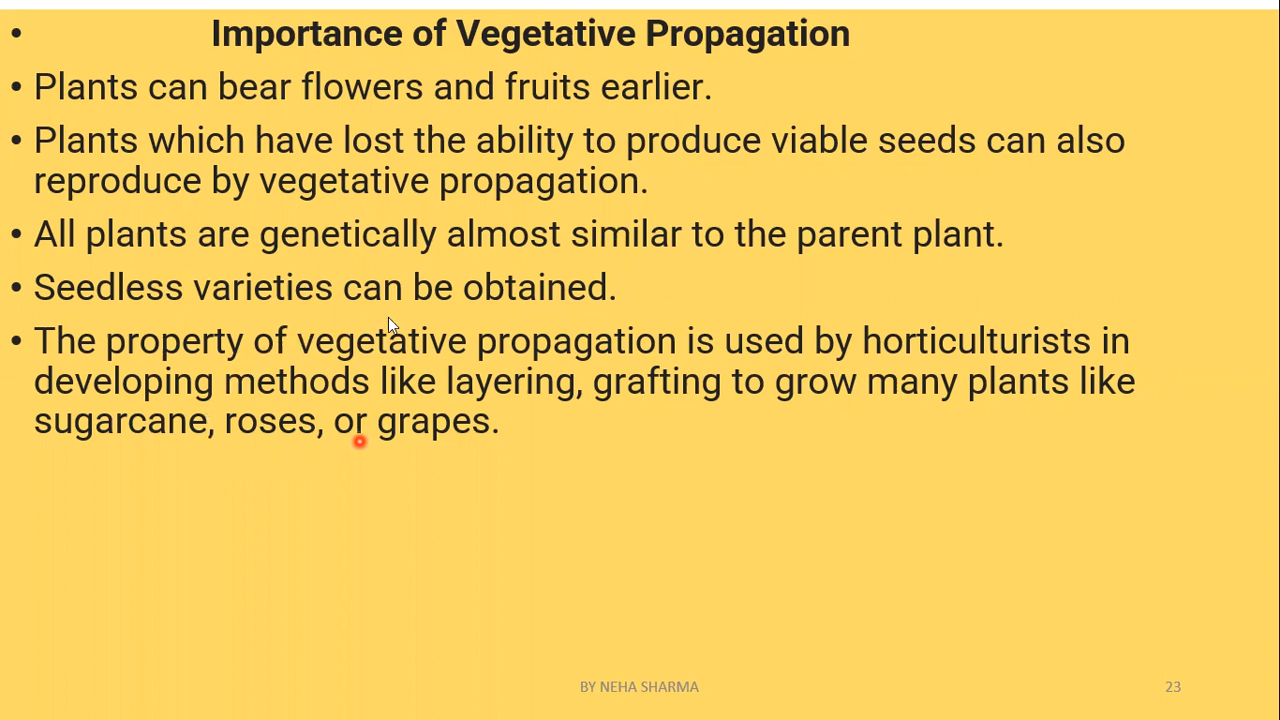 • Importance of Vegetative Propagation
• Plants can bear flowers and fruits earlier.
• Plants which have lost the ability to produce viable seeds can also
reproduce by vegetative propagation.
• All plants are genetically almost similar to the parent plant.
• Seedless varieties can be obtained.
• The property of vegetative propagation is used by horticulturists in
developing methods like layering, grafting to grow many plants like
sugarcane, roses, or grapes.
BY NEHA SHARMA
23